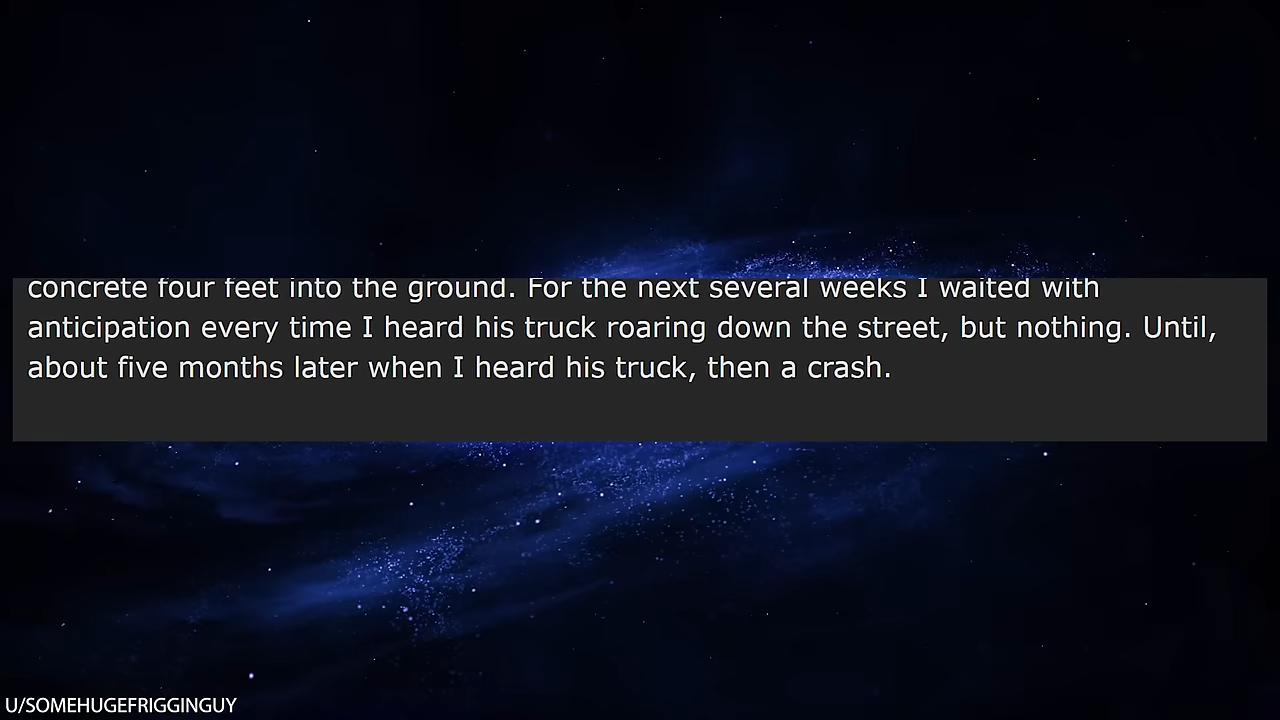 concrete four feet into the ground. For the next several weeks I waited with
anticipation every time I heard his truck roaring down the street, but nothing. Until,
about five months later when I heard his truck, then a crash.
U/SOMEHUGEFRIGGINGUY